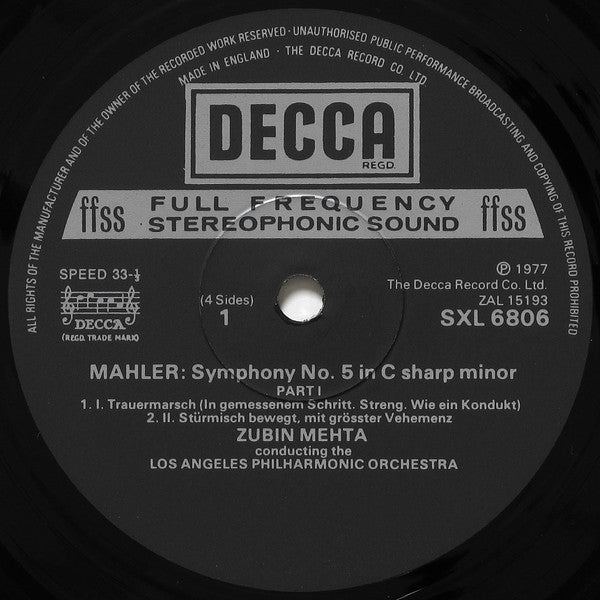 ALL RIGHTS OF THE MANUFACTURER AND OF THE OWNER OF THE RECORDED WORK RESERVED · UNAUTHORISED PUBLIC PERFORMANCE BROADCASTING AND COPYING OF THIS RECORD PROHIBITED
MADE IN ENGLAND · THE DECCA RECORD CO. LTD.
DECCA
REGD.
ffss FULL FREQUENCY ffss
STEREOPHONIC SOUND
SPEED 33-⅓
Ⓟ 1977
The Decca Record Co. Ltd.
(4 Sides)
ZAL 15193
1
SXL 6806
DECCA
(REGD. TRADE MARK)
MAHLER: Symphony No. 5 in C sharp minor
PART I
1. I. Trauermarsch (In gemessenem Schritt. Streng. Wie ein Kondukt)
2. II. Stürmisch bewegt, mit grösster Vehemenz
ZUBIN MEHTA
conducting the
LOS ANGELES PHILHARMONIC ORCHESTRA